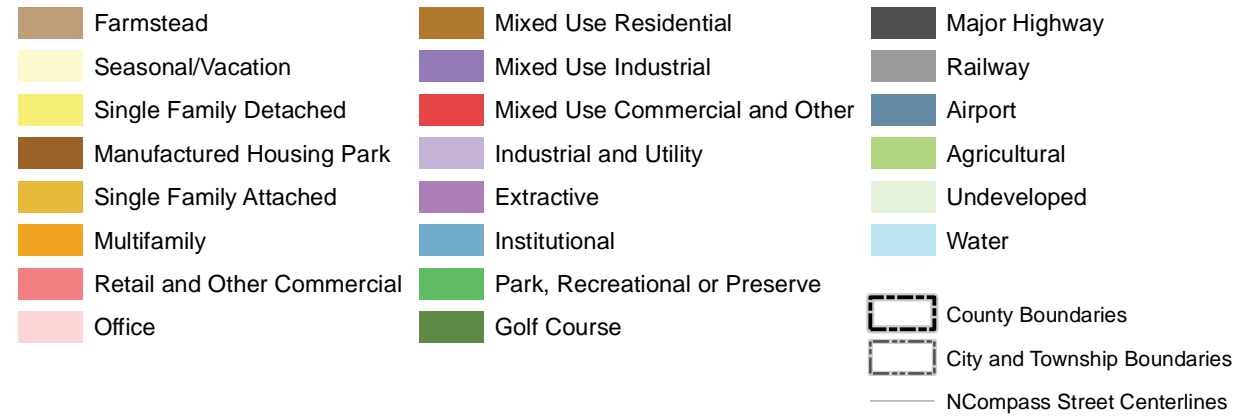 Farmstead
Seasonal/Vacation
Single Family Detached
Manufactured Housing Park
Single Family Attached
Multifamily
Retail and Other Commercial
Office
Mixed Use Residential
Mixed Use Industrial
Mixed Use Commercial and Other
Industrial and Utility
Extractive
Institutional
Park, Recreational or Preserve
Golf Course
Major Highway
Railway
Airport
Agricultural
Undeveloped
Water
County Boundaries
City and Township Boundaries
NCompass Street Centerlines